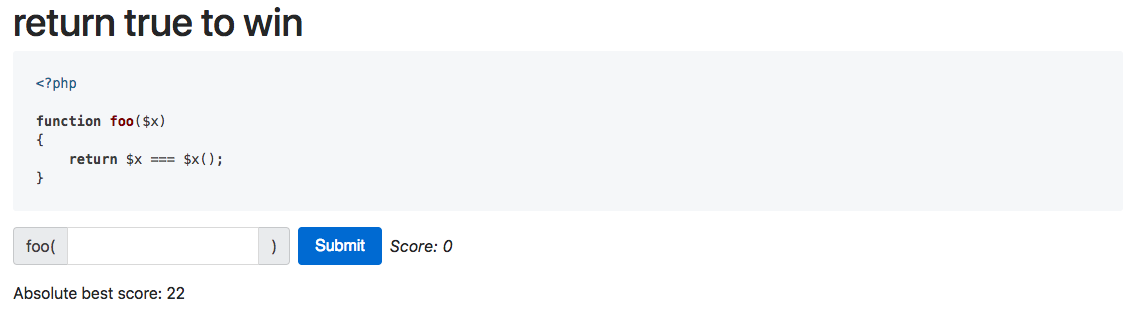 return true to win
<?php
function foo($x)
{
    return $x === $x();
}
foo( ) Submit Score: 0
Absolute best score: 22